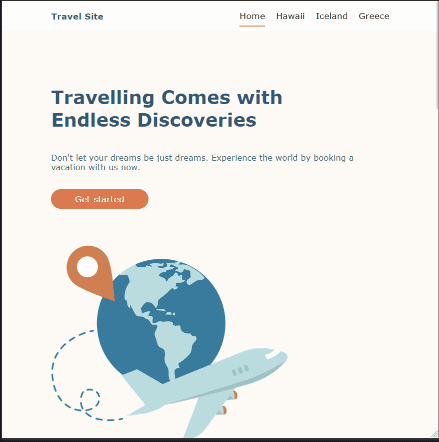 Travel Site
Home Hawaii Iceland Greece
Travelling Comes with
Endless Discoveries
Don't let your dreams be just dreams. Experience the world by booking a
vacation with us now.
Get started